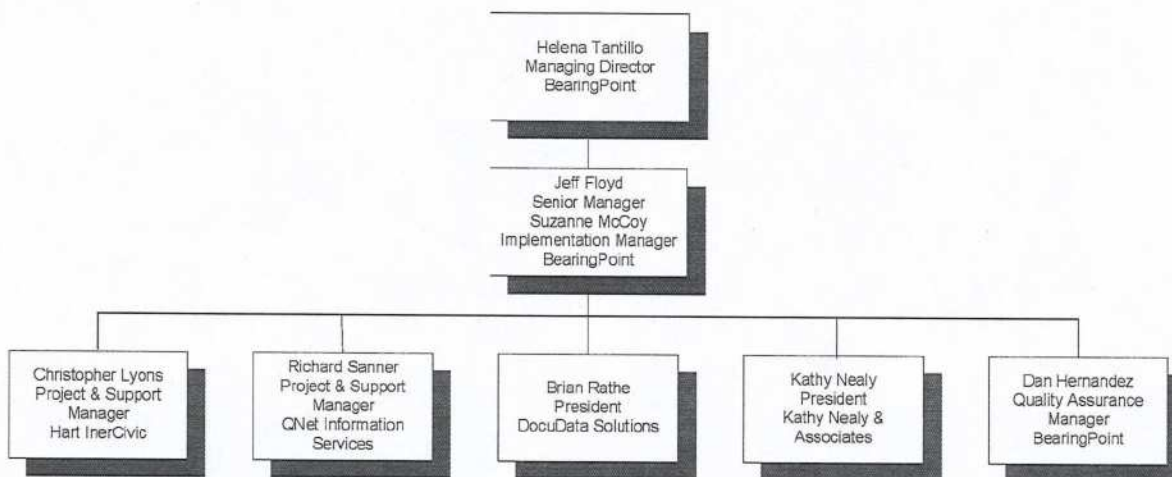 Helena Tantillo
Managing Director
BearingPoint
Jeff Floyd
Senior Manager
Suzanne McCoy
Implementation Manager
BearingPoint
Christopher Lyons
Project & Support
Manager
Hart InerCivic
Richard Sanner
Project & Support
Manager
QNet Information
Services
Brian Rathe
President
DocuData Solutions
Kathy Nealy
President
Kathy Nealy &
Associates
Dan Hernandez
Quality Assurance
Manager
BearingPoint